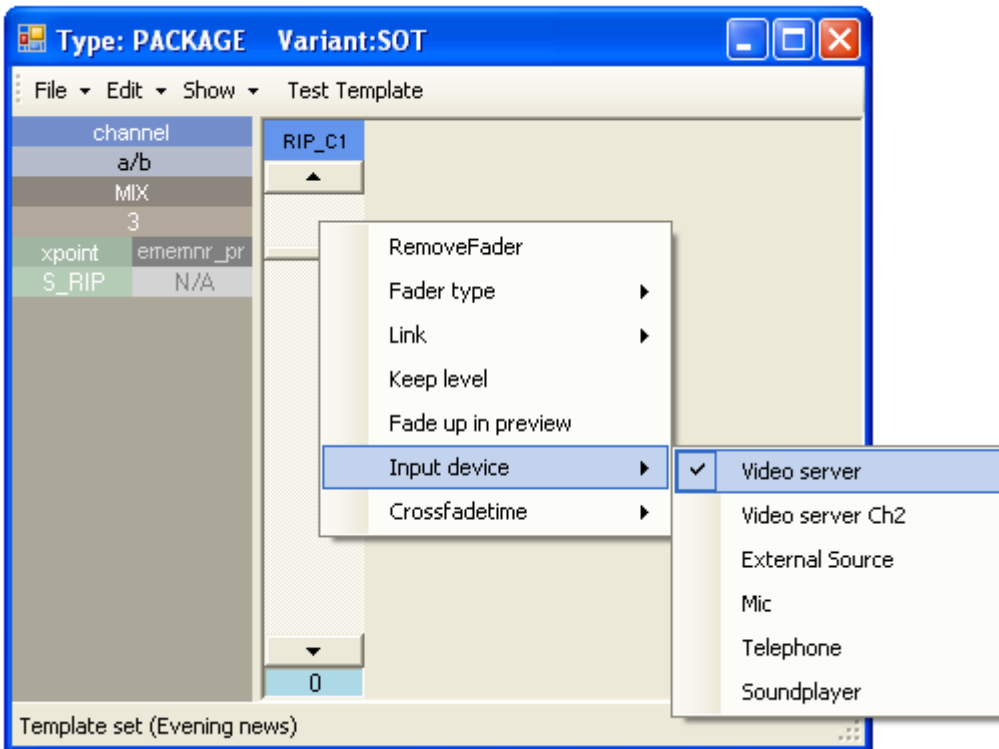 Type: PACKAGE Variant:SOT
File Edit Show Test Template
channel
a/b
MIX
3
xpoint ememnr_pr
S_RIP N/A
RIP_C1
RemoveFader
Fader type
Link
Keep level
Fade up in preview
Input device
Crossfadetime
Video server
Video server Ch2
External Source
Mic
Telephone
Soundplayer
0
Template set (Evening news)